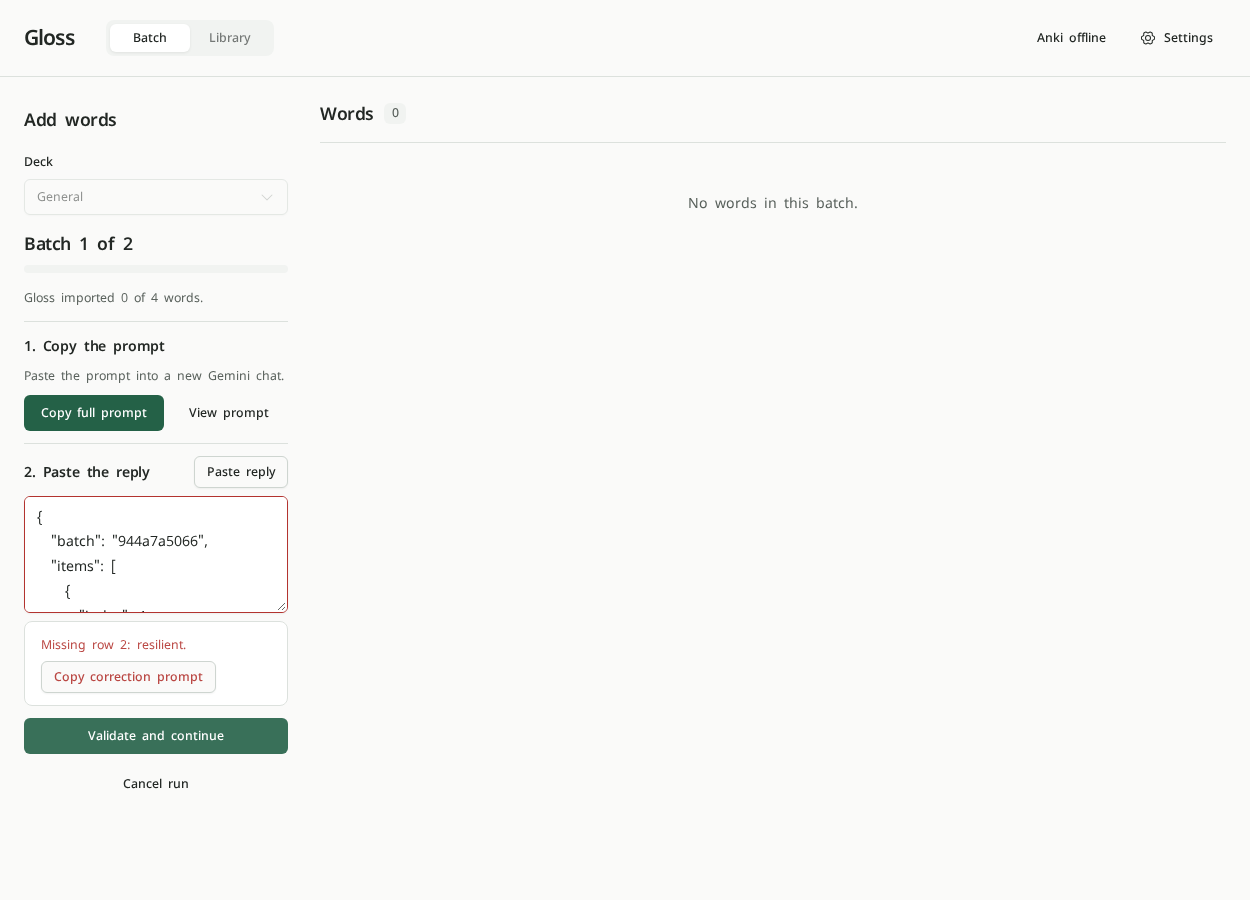 Gloss
Batch
Library
Anki offline
Settings
Add words
Deck
General
Batch 1 of 2
Gloss imported 0 of 4 words.
1. Copy the prompt
Paste the prompt into a new Gemini chat.
Copy full prompt
View prompt
2. Paste the reply
Paste reply
{
"batch": "944a7a5066",
"items": [
{
Missing row 2: resilient.
Copy correction prompt
Validate and continue
Cancel run
Words 0
No words in this batch.